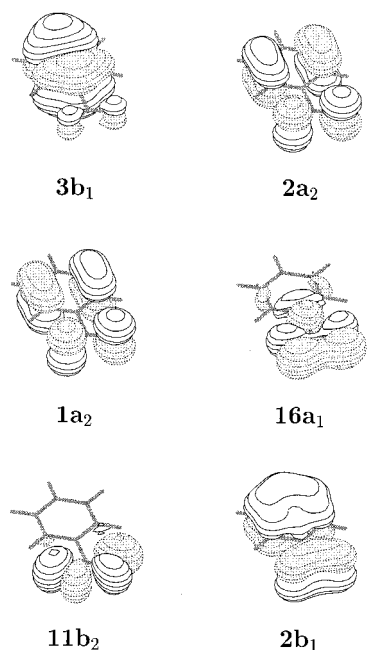 3b₁
2a₂
1a₂
16a₁
11b₂
2b₁